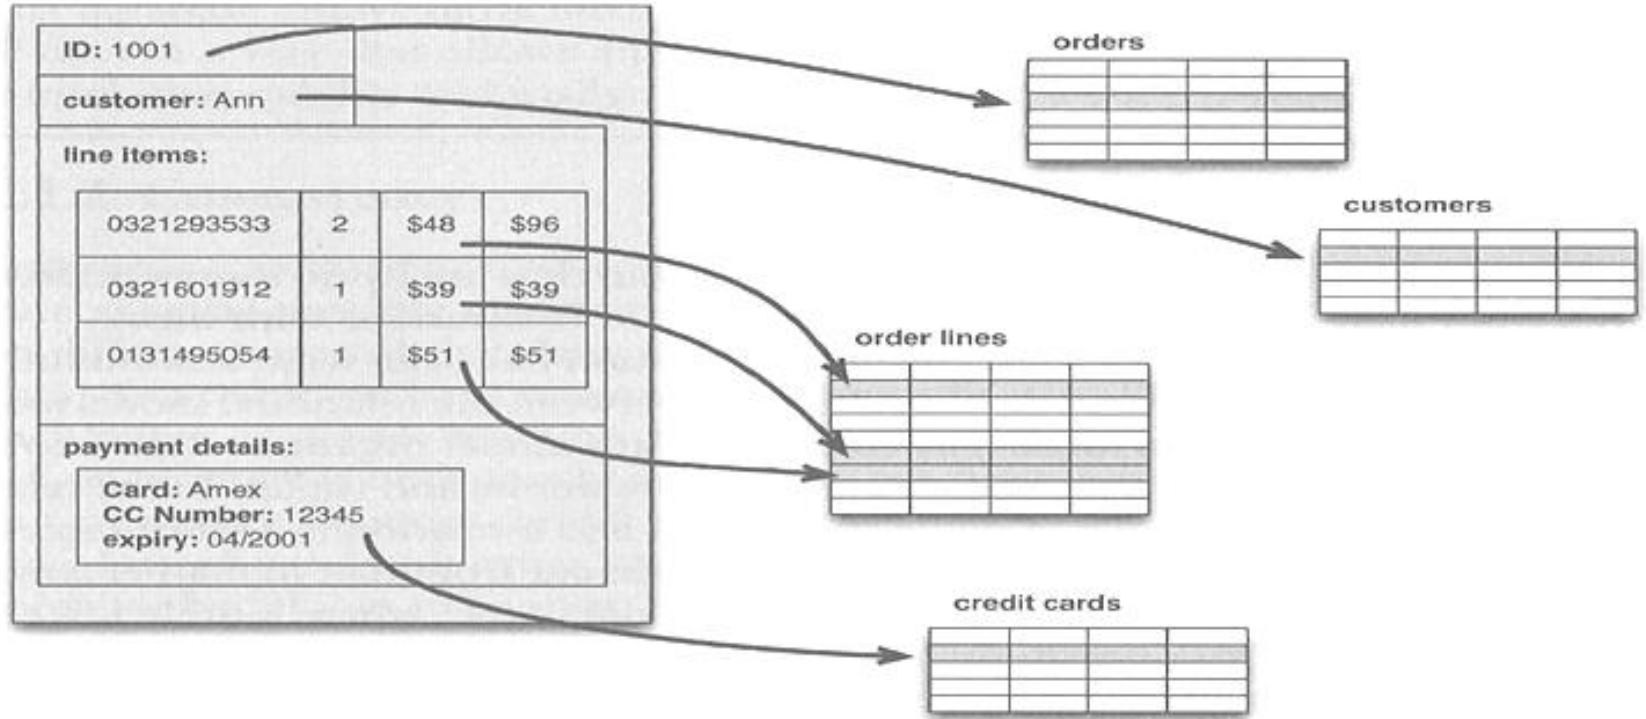 ID: 1001
customer: Ann
line items:
0321293533 2 $48 $96
0321601912 1 $39 $39
0131495054 1 $51 $51
payment details:
Card: Amex
CC Number: 12345
expiry: 04/2001
orders
customers
order lines
credit cards